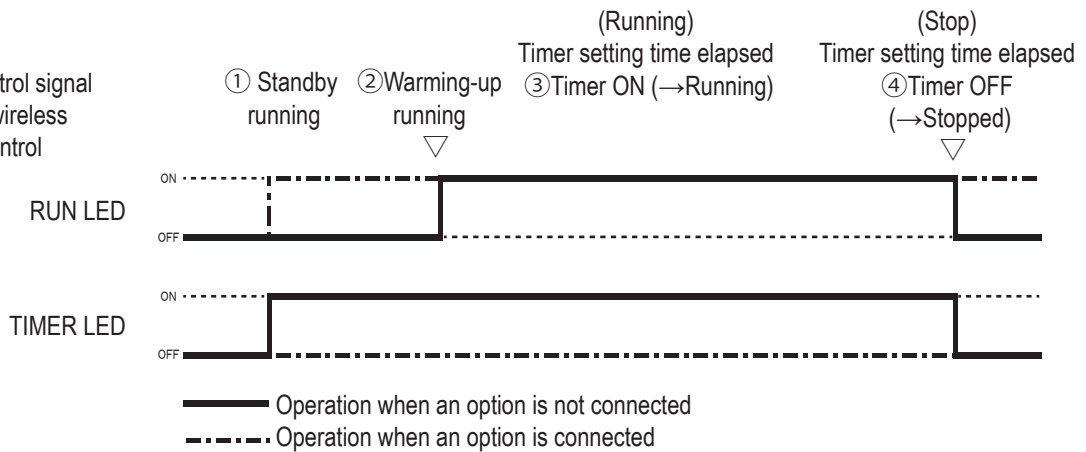 (Running)
Timer setting time elapsed
③Timer ON (→Running)
(Stop)
Timer setting time elapsed
④Timer OFF
(→Stopped)
trol signal
wireless
ntrol
① Standby
running
②Warming-up
running
ON
RUN LED
OFF
ON
TIMER LED
OFF
Operation when an option is not connected
Operation when an option is connected